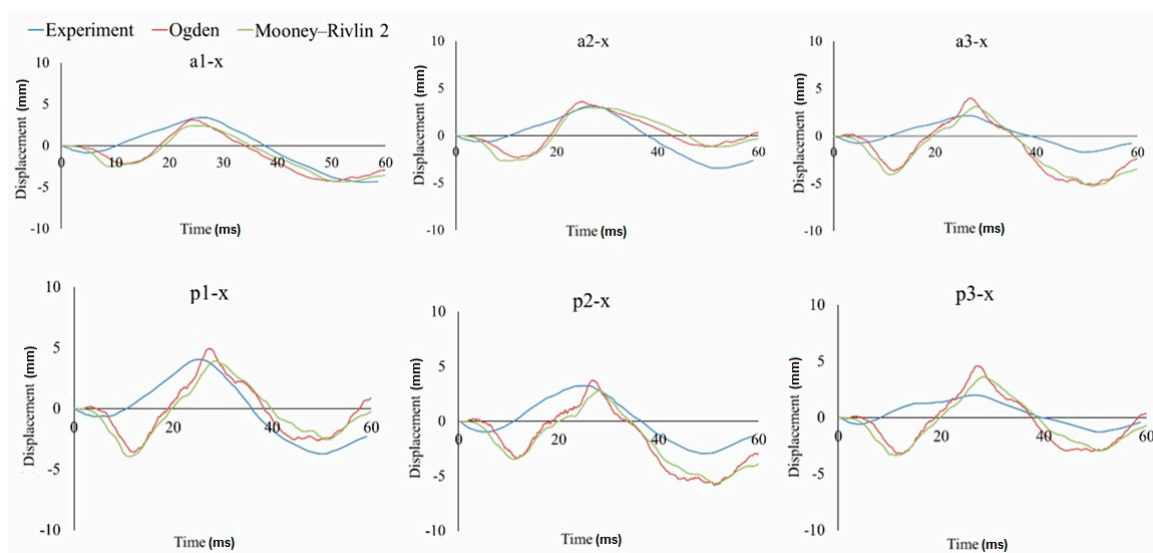 Experiment Ogden Mooney–Rivlin 2
a1-x
10
5
0
-5
-10
0 10 20 30 40 50 60
Displacement (mm)
Time (ms)
a2-x
10
5
0
-5
-10
0 20 40 60
Displacement (mm)
Time (ms)
a3-x
10
5
0
-5
-10
0 20 40 60
Displacement (mm)
Time (ms)
p1-x
10
5
0
-5
-10
0 20 40 60
Displacement (mm)
Time (ms)
p2-x
10
5
0
-5
-10
0 20 40 60
Displacement (mm)
Time (ms)
p3-x
10
5
0
-5
-10
0 20 40 60
Displacement (mm)
Time (ms)